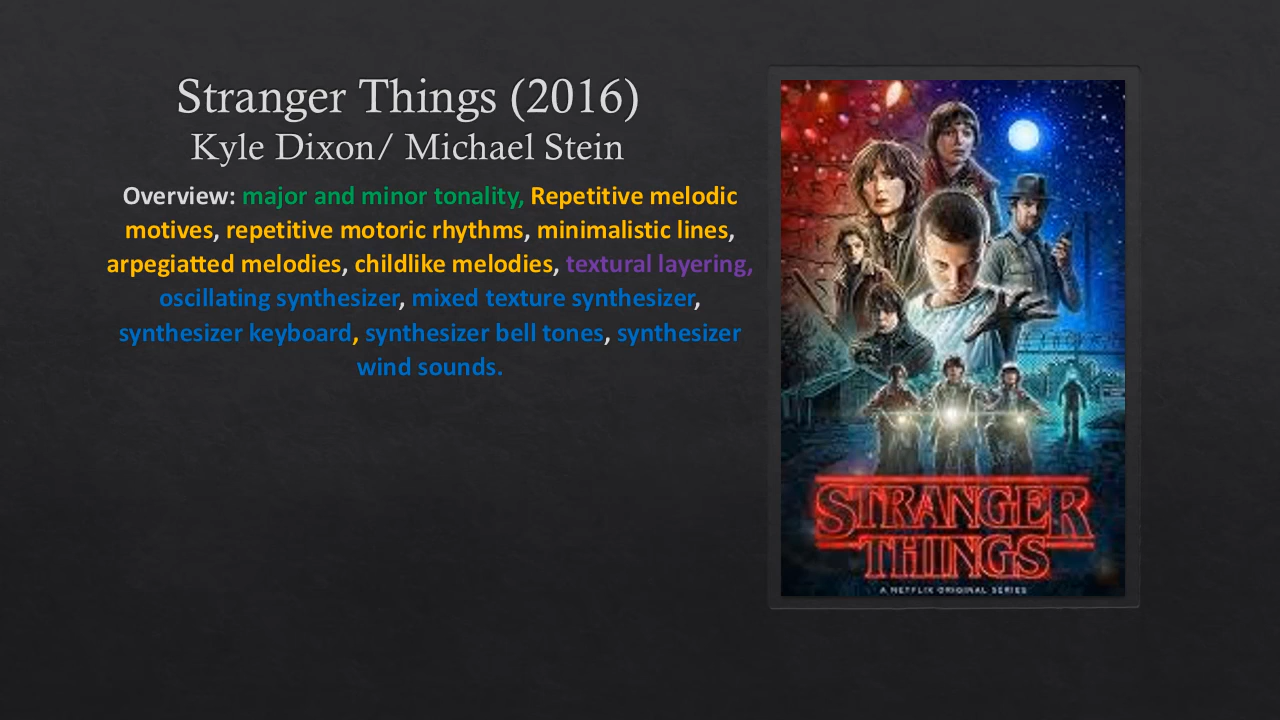 Stranger Things (2016)
Kyle Dixon/ Michael Stein
Overview: major and minor tonality, Repetitive melodic
motives, repetitive motoric rhythms, minimalistic lines,
arpegiatted melodies, childlike melodies, textural layering,
oscillating synthesizer, mixed texture synthesizer,
synthesizer keyboard, synthesizer bell tones, synthesizer
wind sounds.
STRANGER
THINGS
A NETFLIX ORIGINAL SERIES